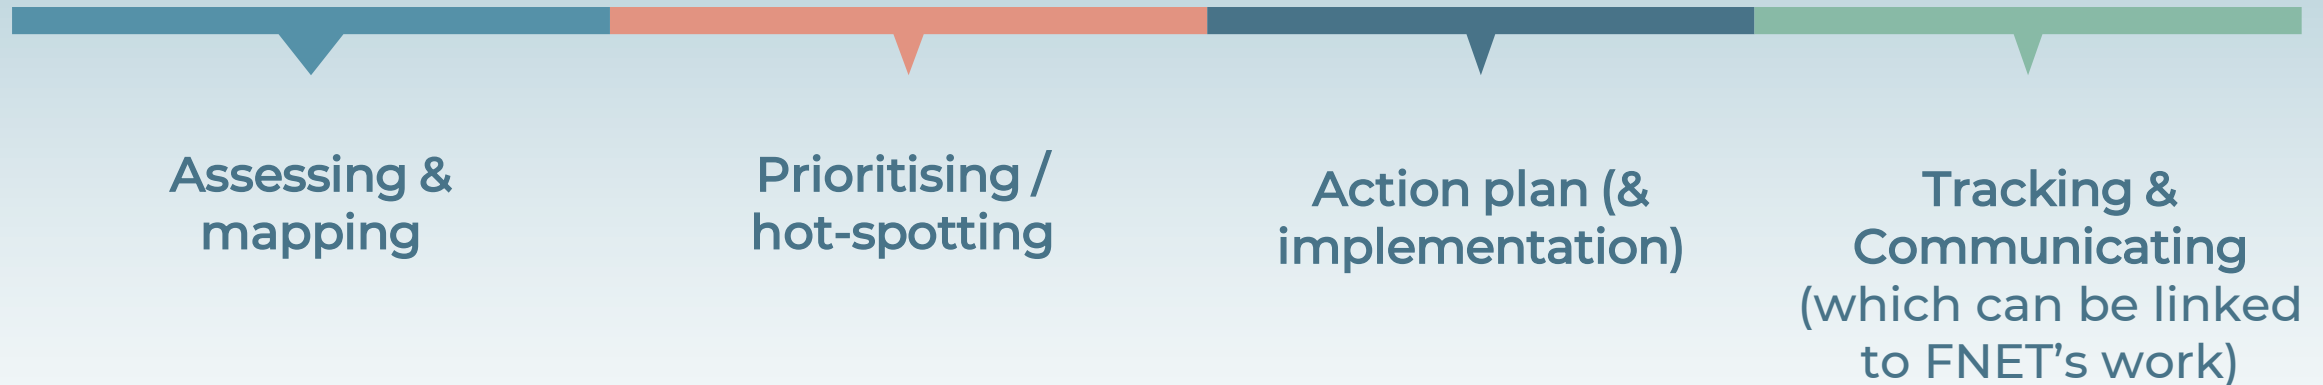 Assessing &
mapping
Prioritising /
hot-spotting
Action plan (&
implementation)
Tracking &
Communicating
(which can be linked
to FNET’s work)